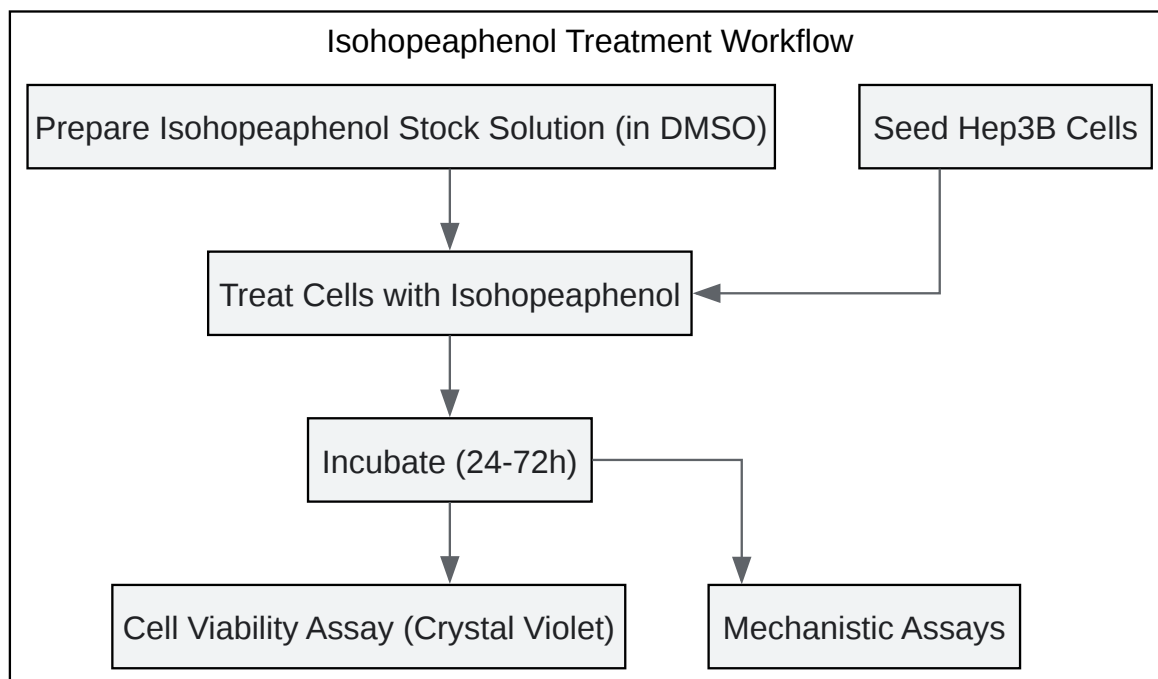 Isohopeaphenol Treatment Workflow
Prepare Isohopeaphenol Stock Solution (in DMSO)
Seed Hep3B Cells
Treat Cells with Isohopeaphenol
Incubate (24-72h)
Cell Viability Assay (Crystal Violet)
Mechanistic Assays